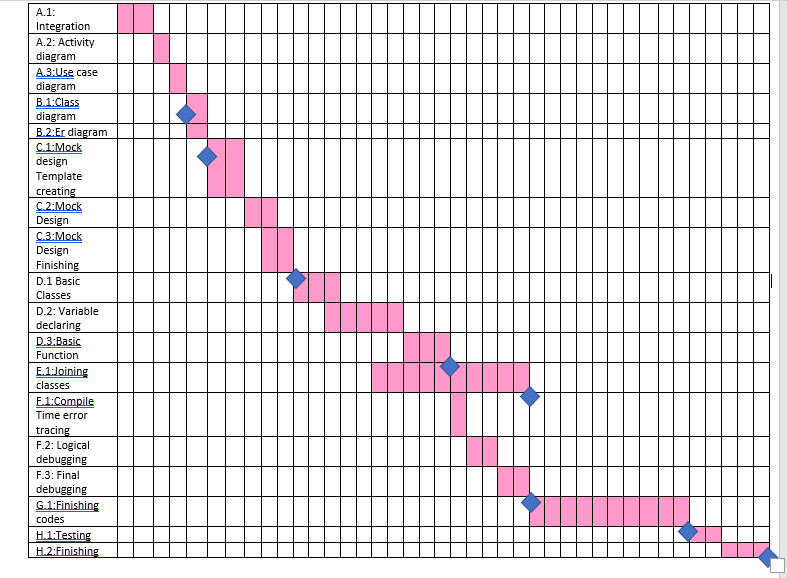 A.1:
Integration
A.2: Activity
diagram
A.3:Use case
diagram
B.1:Class
diagram
B.2:Er diagram
C.1:Mock
design
Template
creating
C.2:Mock
Design
C.3:Mock
Design
Finishing
D.1 Basic
Classes
D.2: Variable
declaring
D.3:Basic
Function
E.1:Joining
classes
F.1:Compile
Time error
tracing
F.2: Logical
debugging
F.3: Final
debugging
G.1:Finishing
codes
H.1:Testing
H.2:Finishing